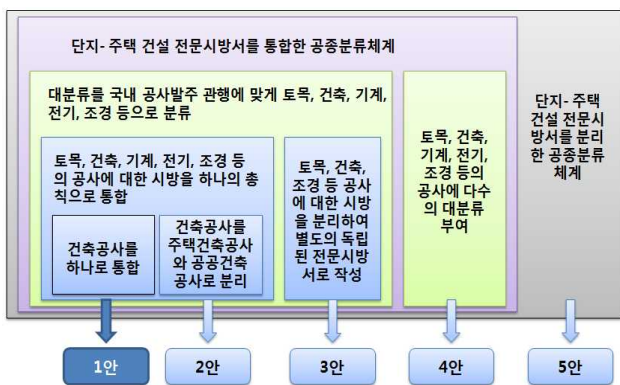 단지- 주택 건설 전문시방서를 통합한 공종분류체계
대분류를 국내 공사발주 관행에 맞게 토목, 건축, 기계,
전기, 조경 등으로 분류
토목, 건축, 기계, 전기, 조경 등
의 공사에 대한 시방을 하나의 총
칙으로 통합
건축공사를
하나로 통합
건축공사를
주택건축공사
와 공공건축
공사로 분리
토목, 건축,
조경 등 공사
에 대한 시방
을 분리하여
별도의 독립
된 전문시방
서로 작성
토목, 건축,
기계, 전기,
조경 등의
공사에 다수
의 대분류
부여
단지- 주택
건설 전문시
방서를 분리
한 공종분류
체계
1안
2안
3안
4안
5안